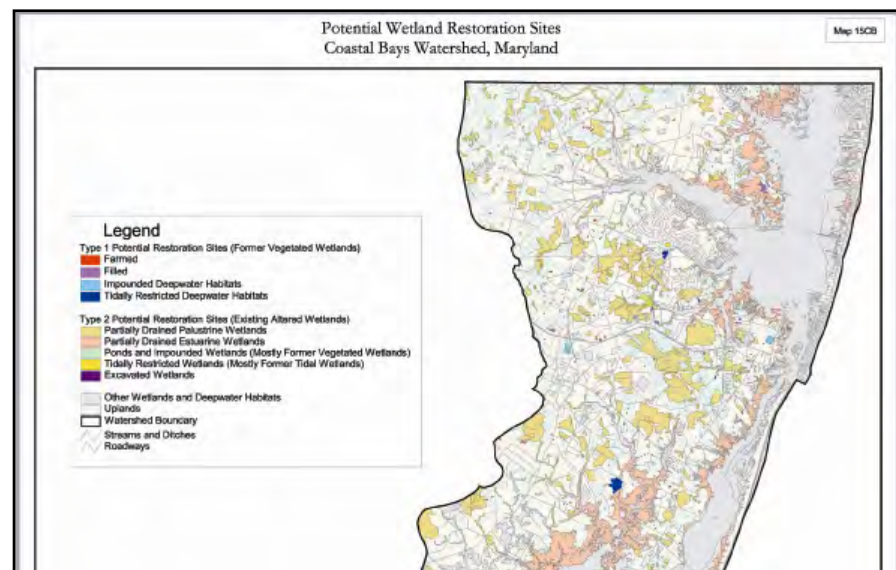 Potential Wetland Restoration Sites
Coastal Bays Watershed, Maryland
Map 15CB
Legend
Type 1 Potential Restoration Sites (Former Vegetated Wetlands)
Farmed
Filled
Impounded Deepwater Habitats
Tidally Restricted Deepwater Habitats
Type 2 Potential Restoration Sites (Existing Altered Wetlands)
Partially Drained Palustrine Wetlands
Partially Drained Estuarine Wetlands
Ponds and Impounded Wetlands (Mostly Former Vegetated Wetlands)
Tidally Restricted Wetlands (Mostly Former Tidal Wetlands)
Excavated Wetlands
Other Wetlands and Deepwater Habitats
Uplands
Watershed Boundary
Streams and Ditches
Roadways